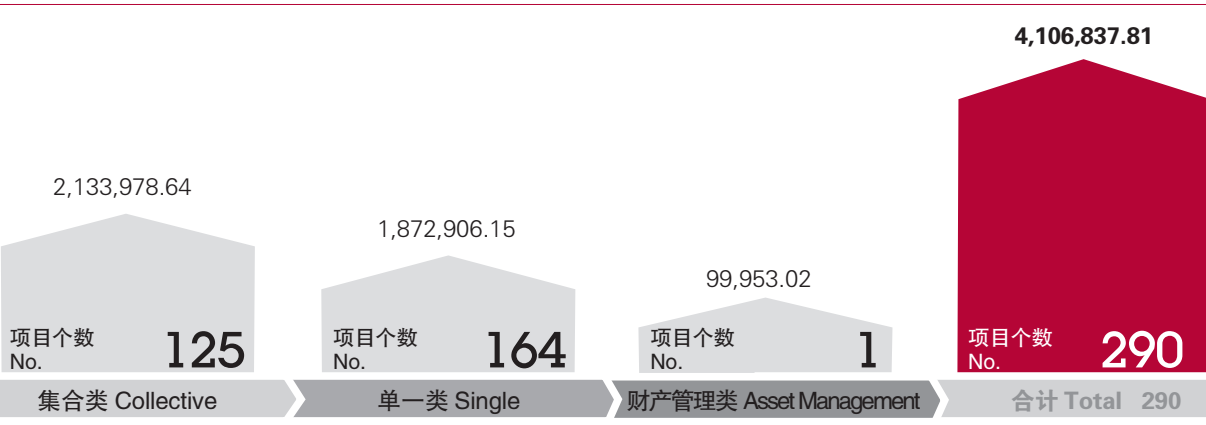 2,133,978.64
项目个数
No.
125
集合类 Collective
1,872,906.15
项目个数
No.
164
单一类 Single
99,953.02
项目个数
No.
1
财产管理类 Asset Management
4,106,837.81
项目个数
No.
290
合计 Total 290